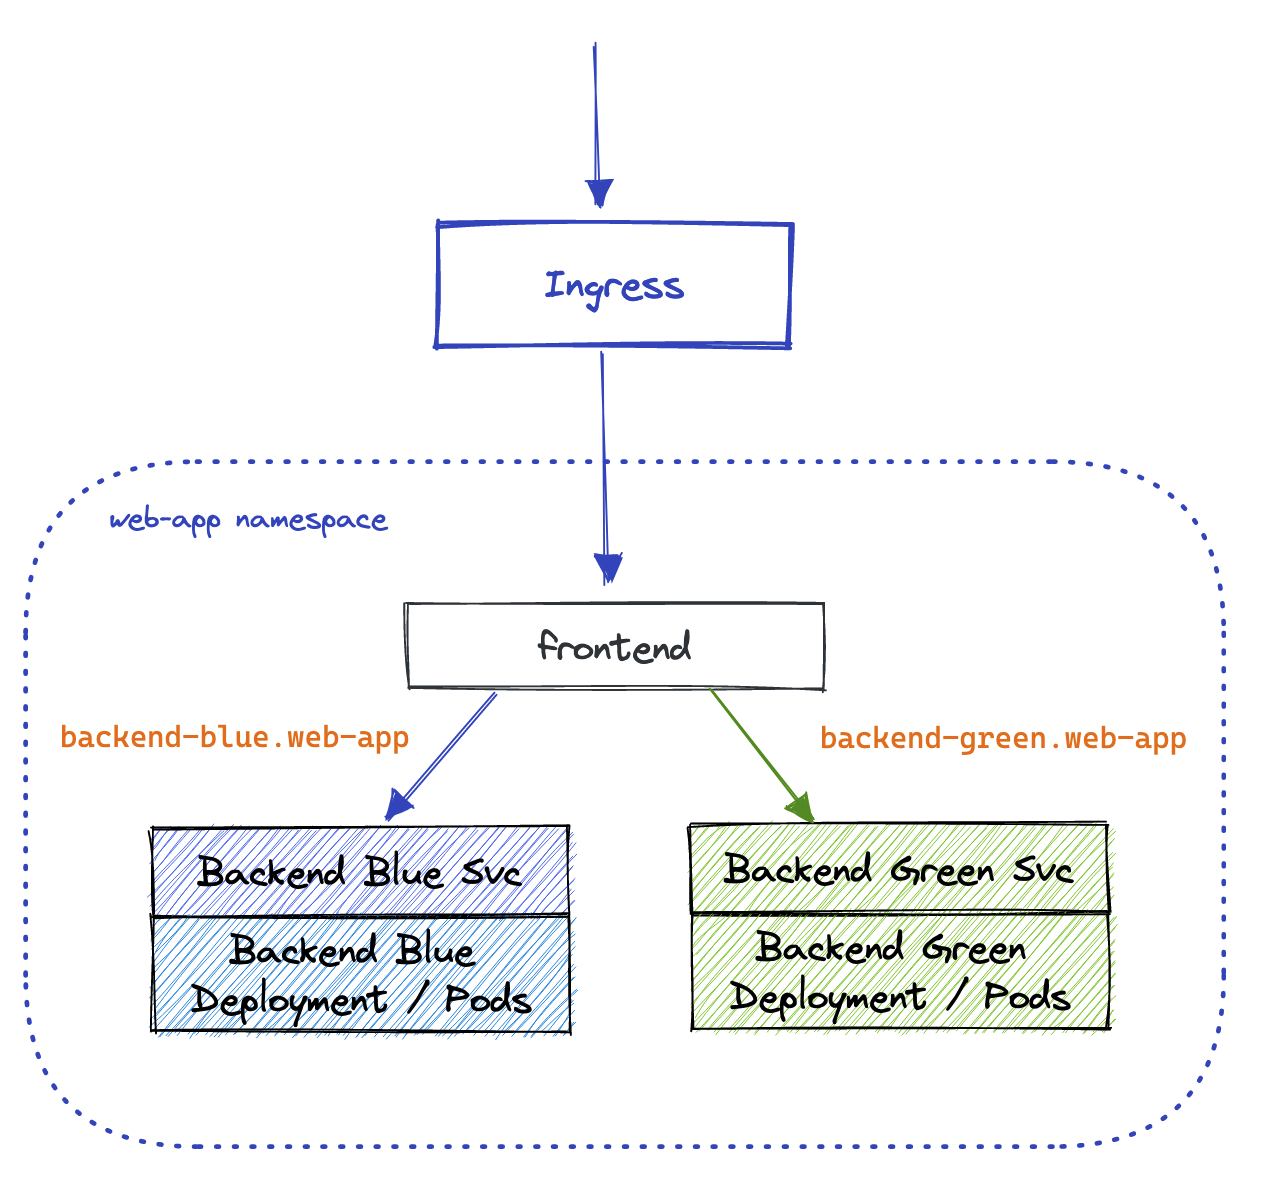 Ingress
web-app namespace
frontend
backend-blue.web-app
backend-green.web-app
Backend Blue Svc
Backend Green Svc
Backend Blue
Deployment / Pods
Backend Green
Deployment / Pods